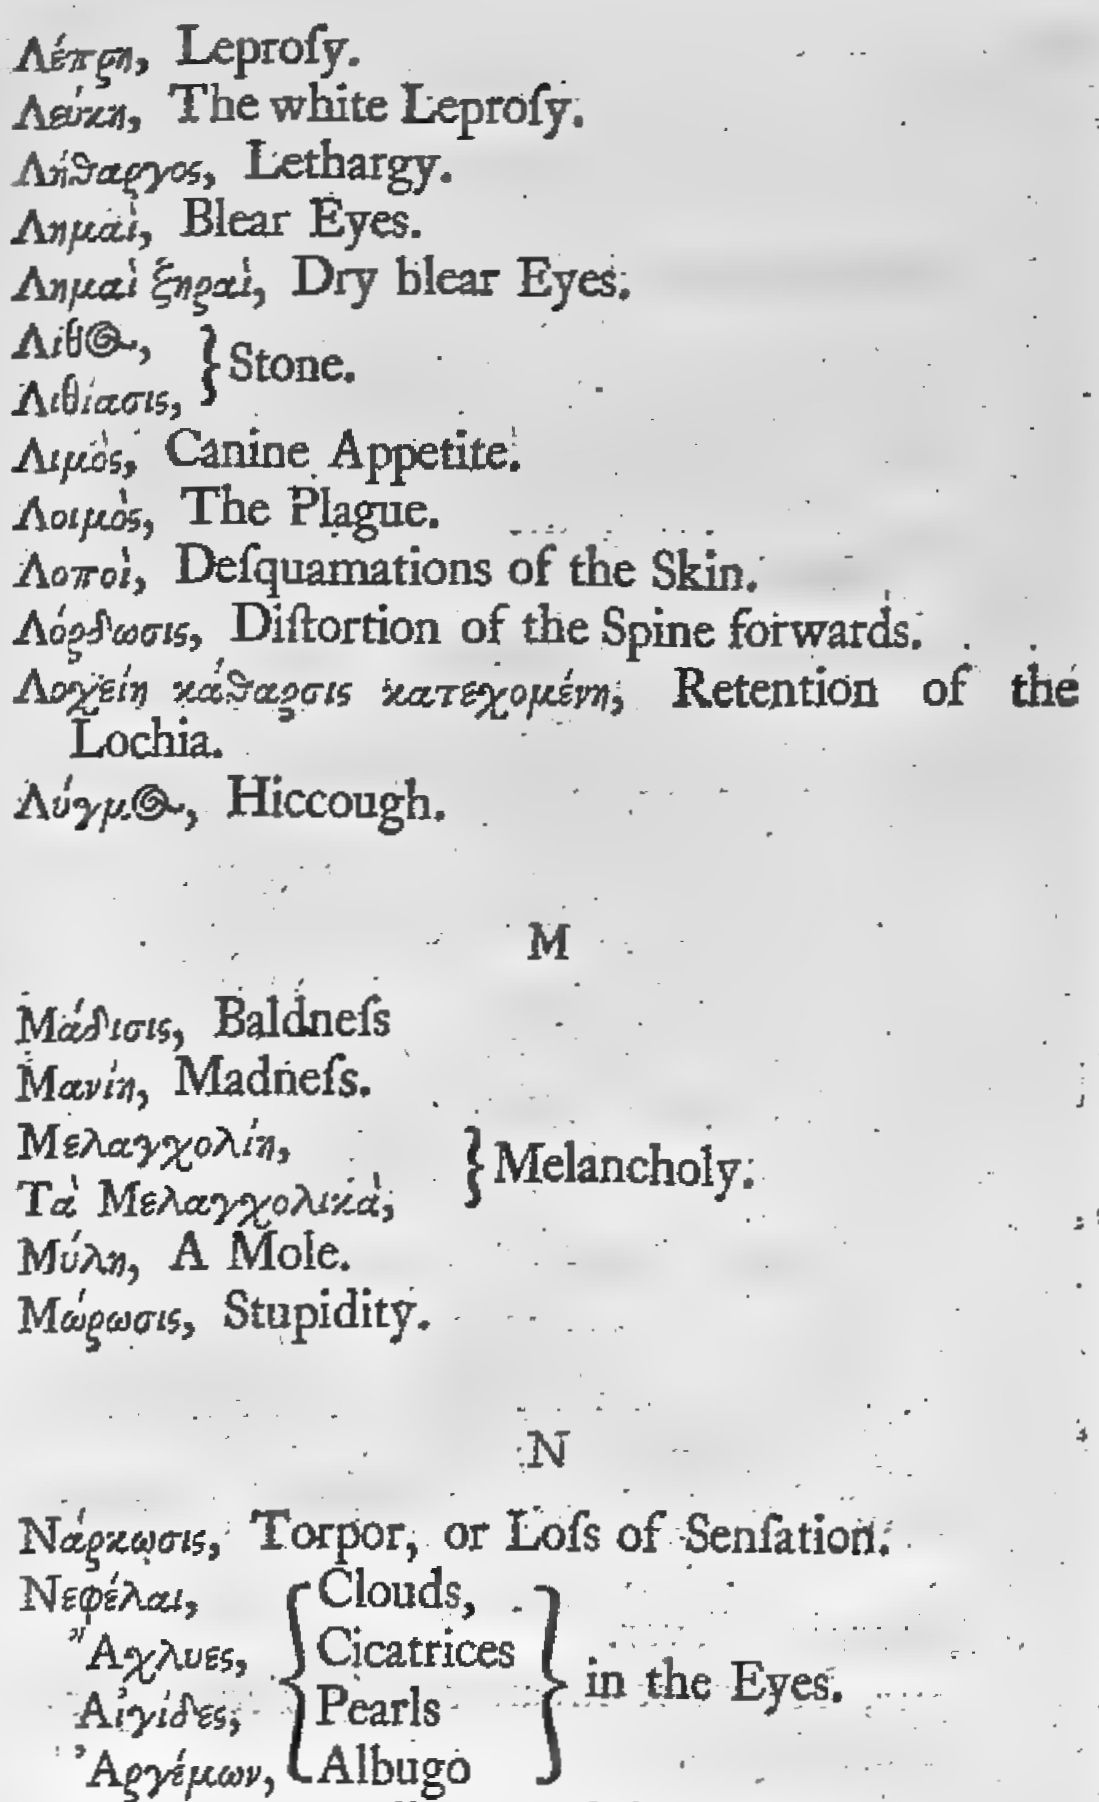 Λέπρη, Leproſy.
Λεύκη, The white Leproſy.
Λήϑαργος, Lethargy.
Λημαὶ, Blear Eyes.
Λημαὶ ξηραὶ, Dry blear Eyes.
Λιθος,
Λιθίασις, } Stone.
Λιμὸς, Canine Appetite.
Λοιμὸς, The Plague.
Λοποὶ, Deſquamations of the Skin.
Λόρδωσις, Diſtortion of the Spine forwards.
Λοχείη κάϑαρσις κατεχομένη, Retention of the
Lochia.
Λύγμος, Hiccough.
M
Μάδισις, Baldneſs
Μανίη, Madneſs.
Μελαγχολίη,
Τὰ Μελαγχολικὰ, } Melancholy.
Μύλη, A Mole.
Μώρωσις, Stupidity.
N
Νάρκωσις, Torpor, or Loſs of Senſation.
Νεφέλαι, Clouds,
Ἄχλυες, Cicatrices
Αἰγίδες, Pearls } in the Eyes.
Ἀργέμων, Albugo